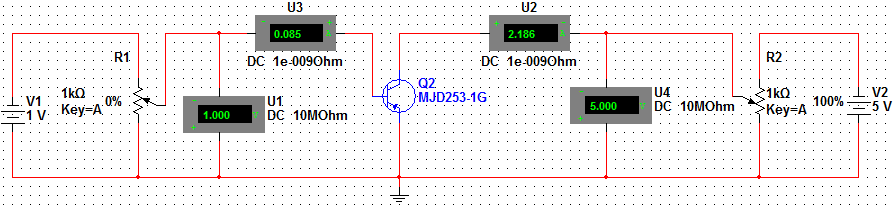 U3
0.085 A
DC 1e-009Ohm
U2
2.186 A
DC 1e-009Ohm
R1
1kΩ
Key=A
0%
V1
1 V
U1
1.000 V
DC 10MOhm
Q2
MJD253-1G
U4
5.000 V
DC 10MOhm
R2
1kΩ
Key=A
100%
V2
5 V